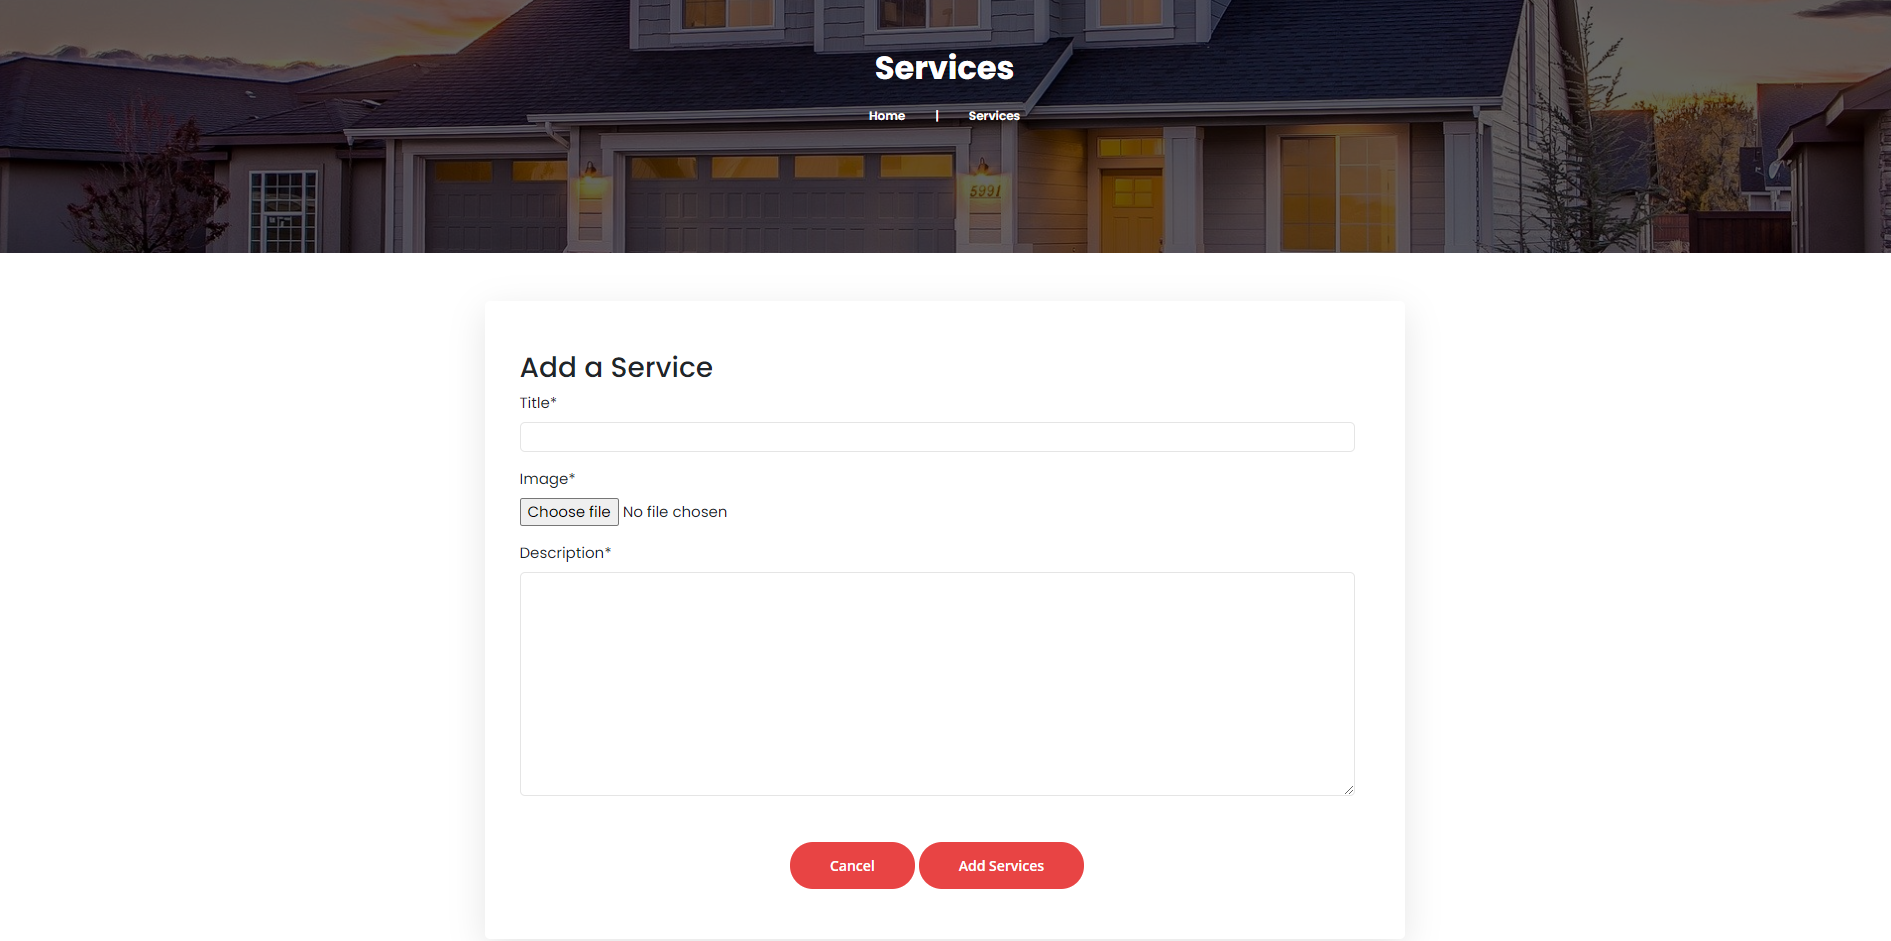 Services
Home | Services
5991
Add a Service
Title*
Image*
Choose file No file chosen
Description*
Cancel Add Services